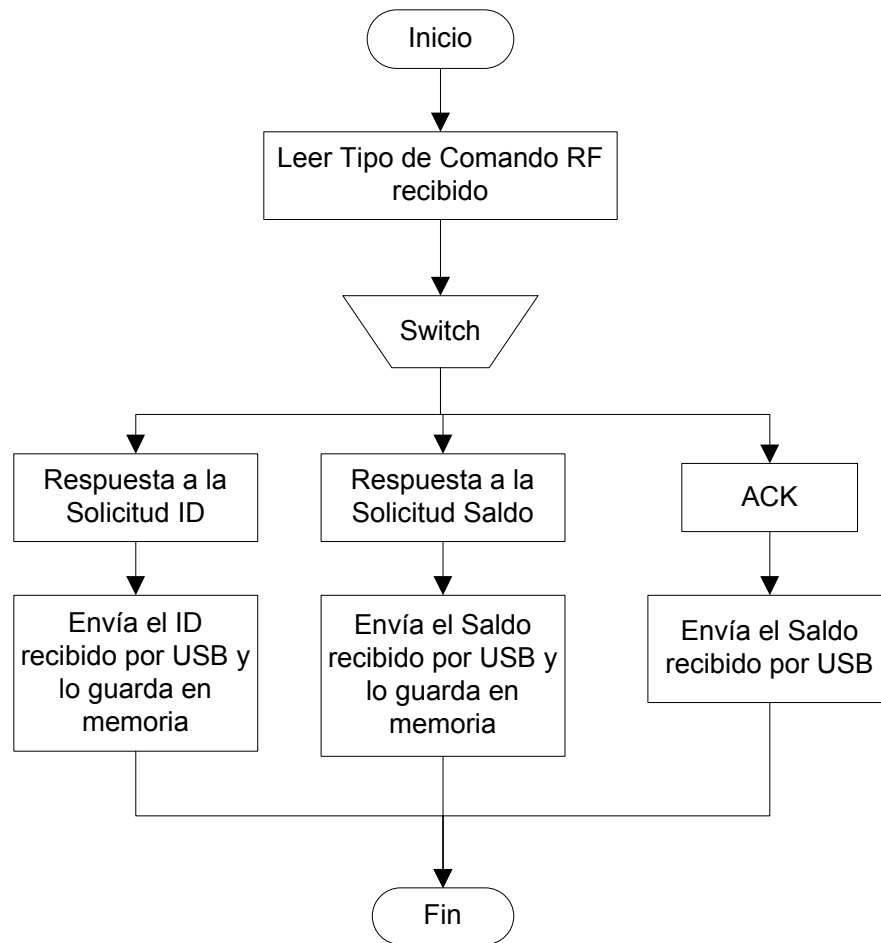 Inicio
Leer Tipo de Comando RF
recibido
Switch
Respuesta a la
Solicitud ID
Respuesta a la
Solicitud Saldo
ACK
Envía el ID
recibido por USB y
lo guarda en
memoria
Envía el Saldo
recibido por USB y
lo guarda en
memoria
Envía el Saldo
recibido por USB
Fin